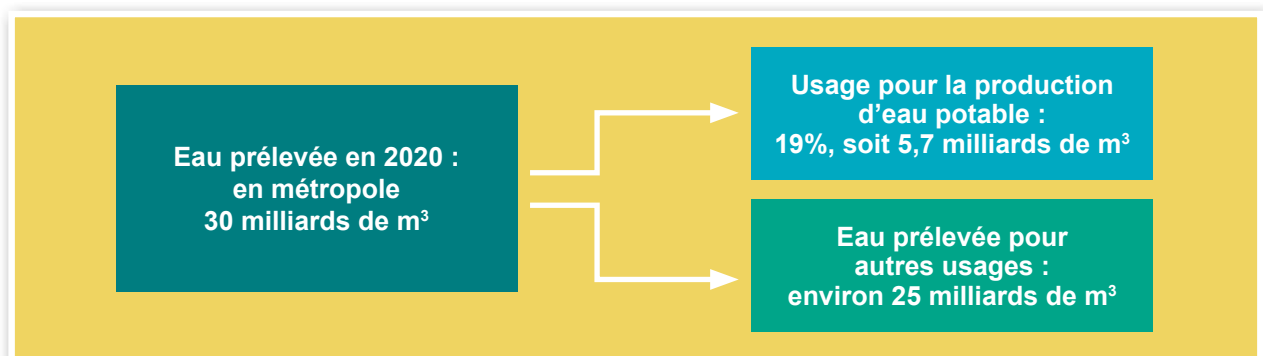 Eau prélevée en 2020 :
en métropole
30 milliards de m³
Usage pour la production
d’eau potable :
19%, soit 5,7 milliards de m³
Eau prélevée pour
autres usages :
environ 25 milliards de m³